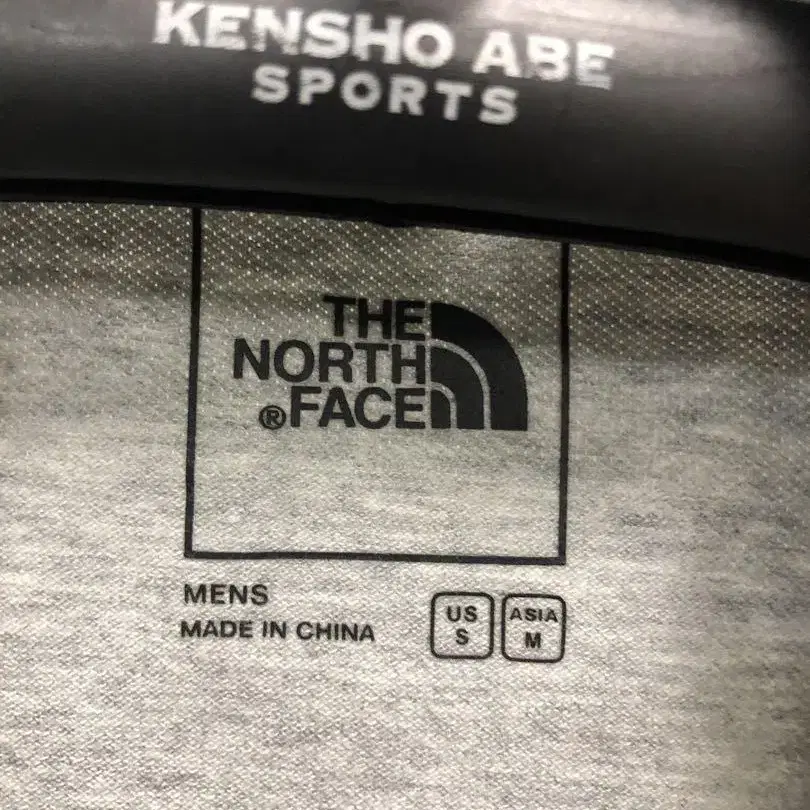 KENSHO ABE
SPORTS
THE
NORTH
®FACE
MENS
MADE IN CHINA
US
S
ASIA
M